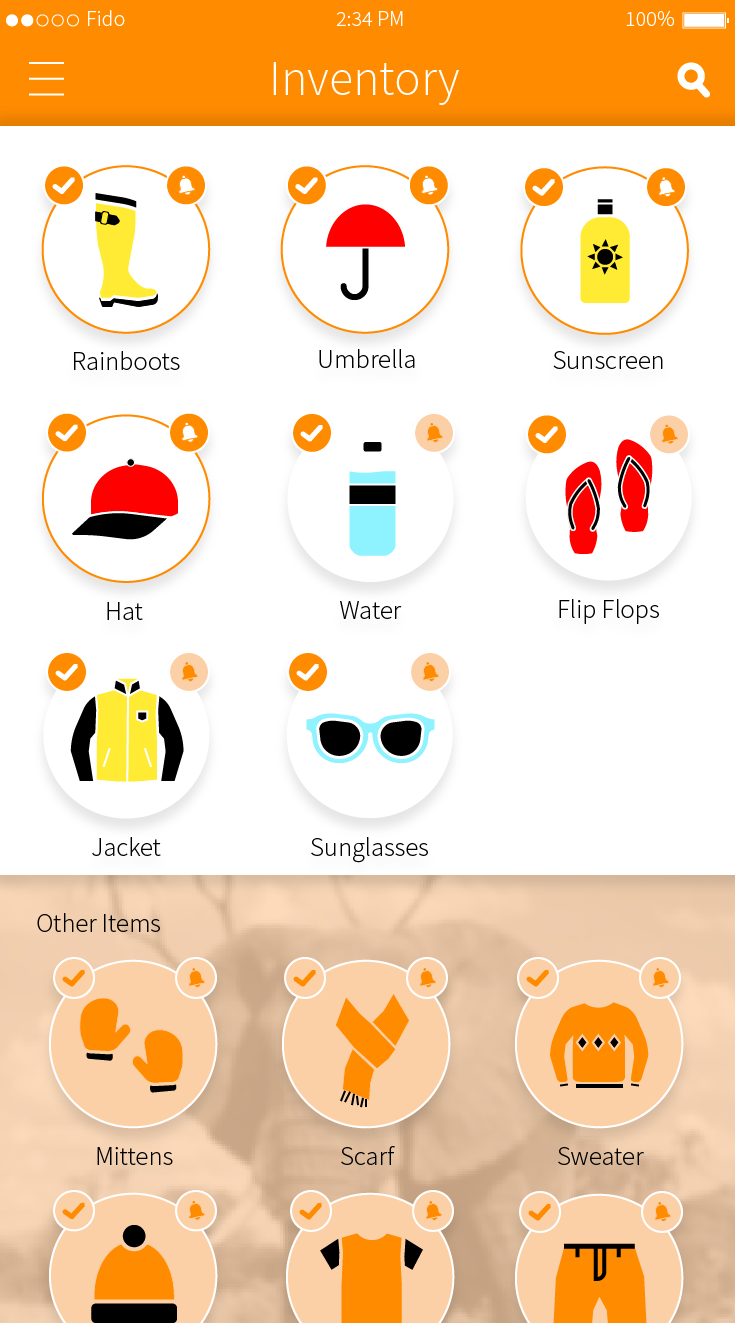 Fido 2:34 PM 100%
Inventory
Rainboots Umbrella Sunscreen
Hat Water Flip Flops
Jacket Sunglasses
Other Items
Mittens Scarf Sweater